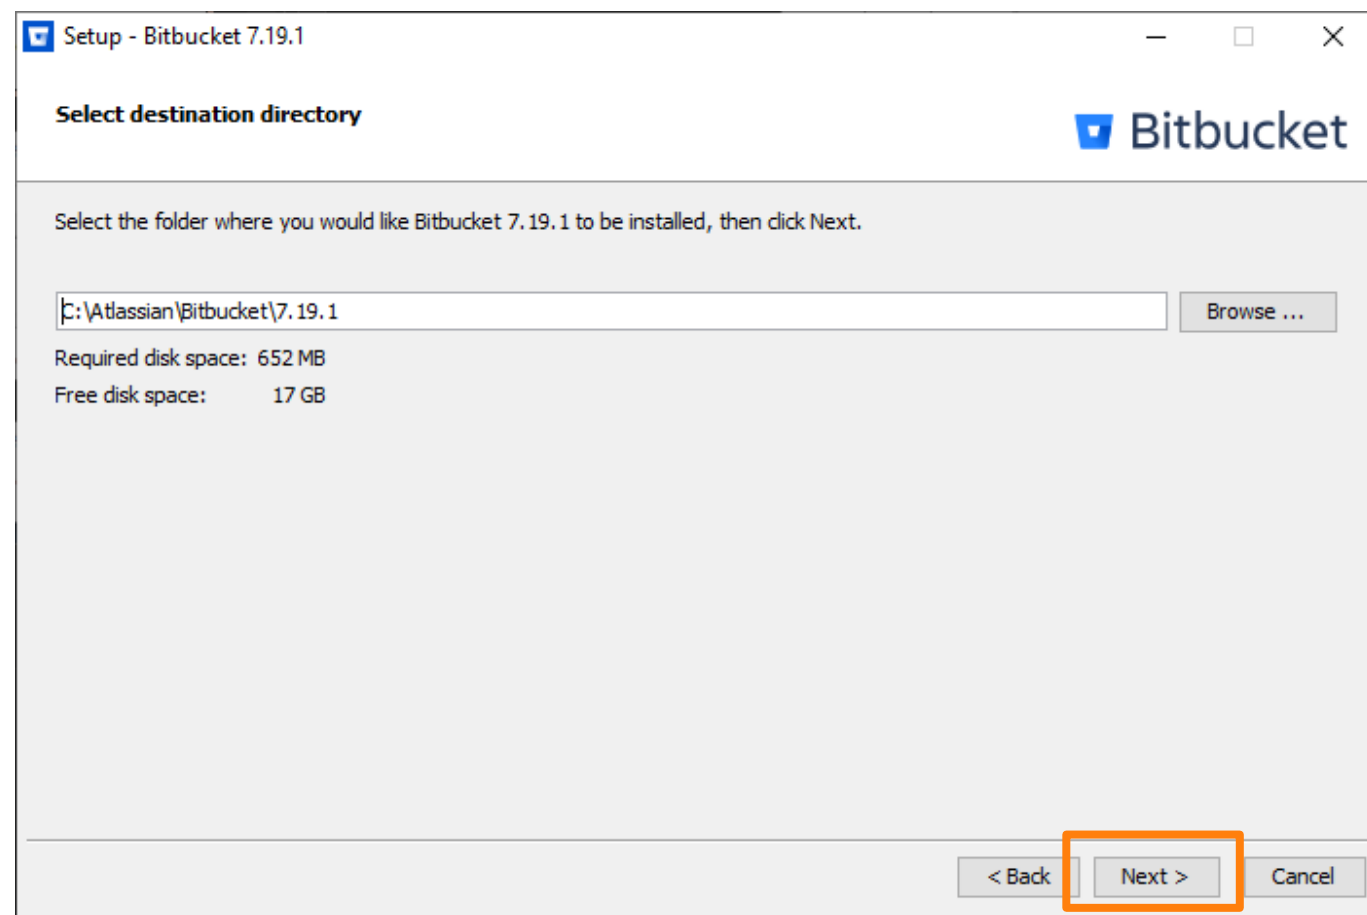 Setup - Bitbucket 7.19.1
Select destination directory
Bitbucket
Select the folder where you would like Bitbucket 7.19.1 to be installed, then click Next.
C:\Atlassian\Bitbucket\7.19.1
Browse ...
Required disk space: 652 MB
Free disk space: 17 GB
< Back
Next >
Cancel